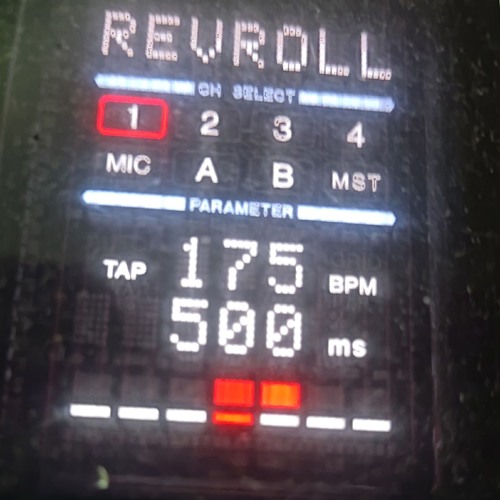 REVROLL
CH SELECT
1 2 3 4
MIC A B MST
PARAMETER
TAP 175 BPM
500 ms